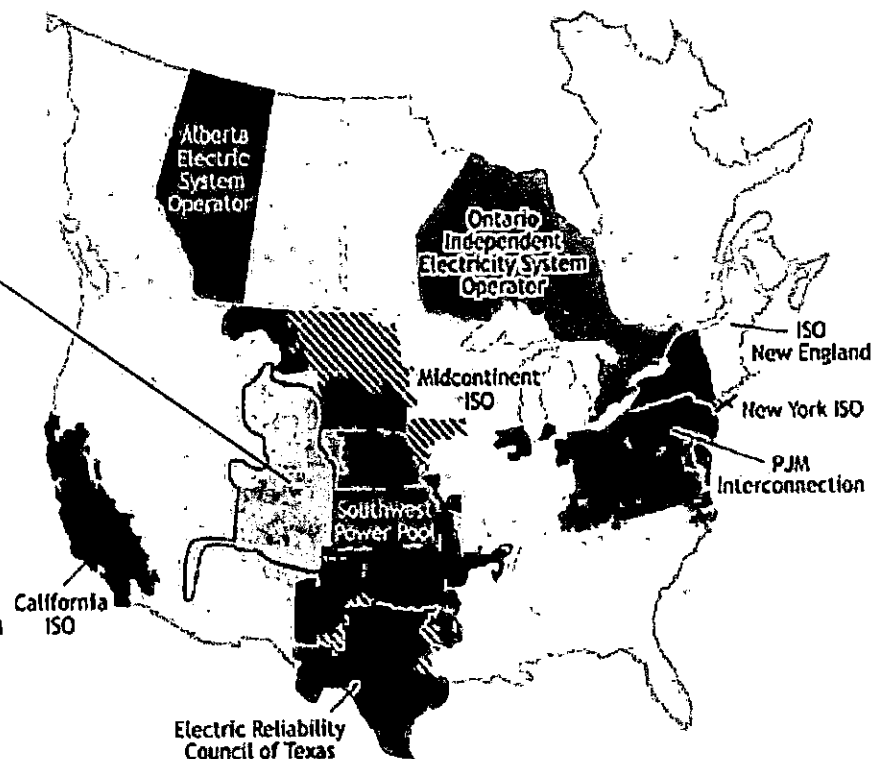 Alberta
Electric
System
Operator
Ontario
Independent
Electricity System
Operator
ISO
New England
Midcontinent
ISO
New York ISO
PJM
Interconnection
Southwest
Power Pool
California
ISO
Electric Reliability
Council of Texas